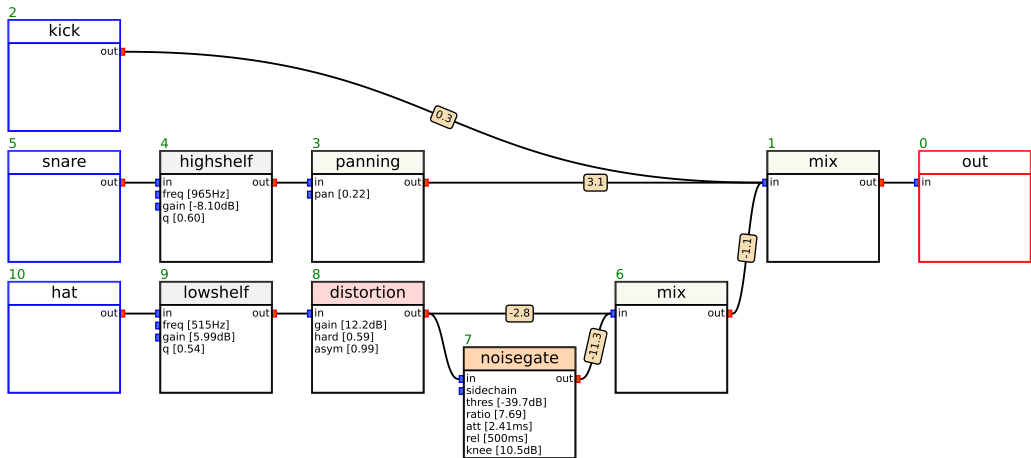 2
kick
out
0.3
5
snare
out
4
highshelf
in out
freq [965Hz]
gain [-8.10dB]
q [0.60]
3
panning
in out
pan [0.22]
3.1
1
mix
in out
0
out
in
10
hat
out
9
lowshelf
in out
freq [515Hz]
gain [5.99dB]
q [0.54]
8
distortion
in out
gain [12.2dB]
hard [0.59]
asym [0.99]
-2.8
7
noisegate
in out
sidechain
thres [-39.7dB]
ratio [7.69]
att [2.41ms]
rel [500ms]
knee [10.5dB]
-11.3
6
mix
in out
-1.1